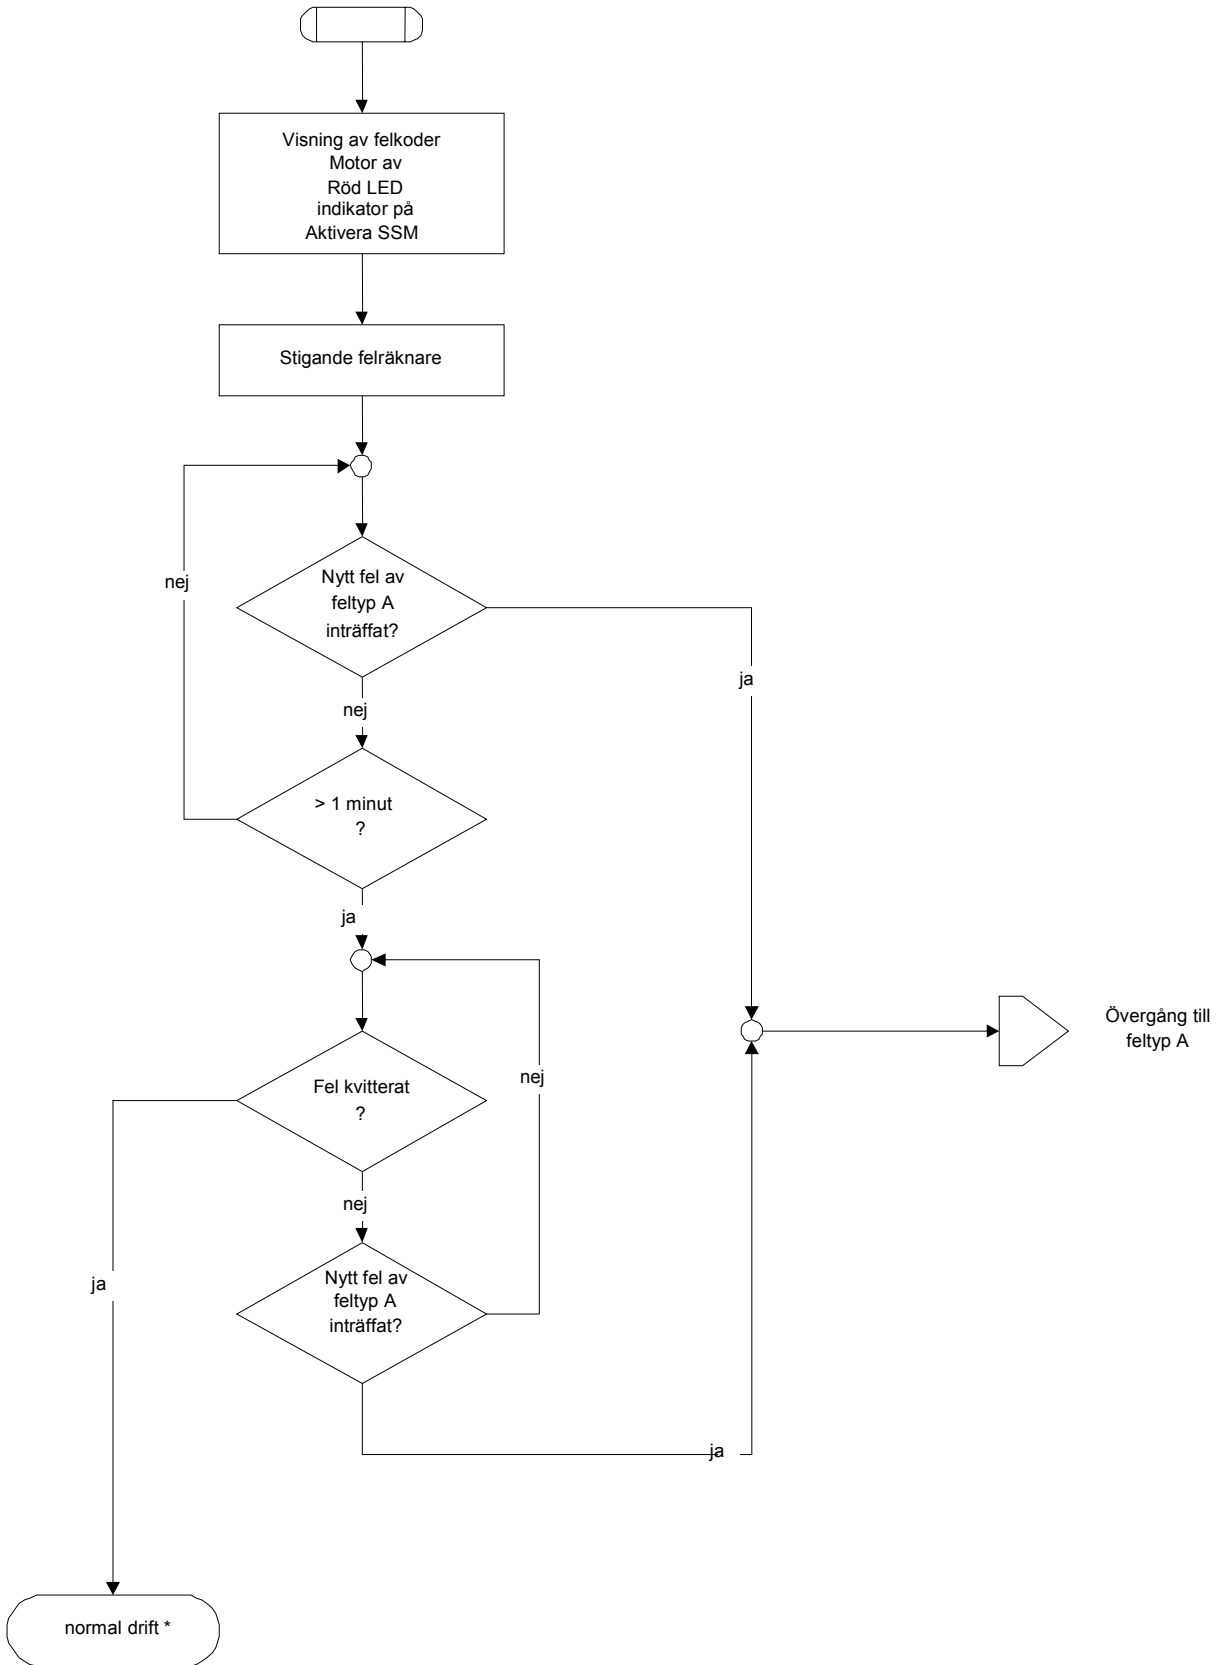 Visning av felkoder
Motor av
Röd LED
indikator på
Aktivera SSM
Stigande felräknare
nej
Nytt fel av
feltyp A
inträffat?
ja
nej
> 1 minut
?
ja
Övergång till
feltyp A
nej
Fel kvitterat
?
nej
ja
Nytt fel av
feltyp A
inträffat?
ja
normal drift *